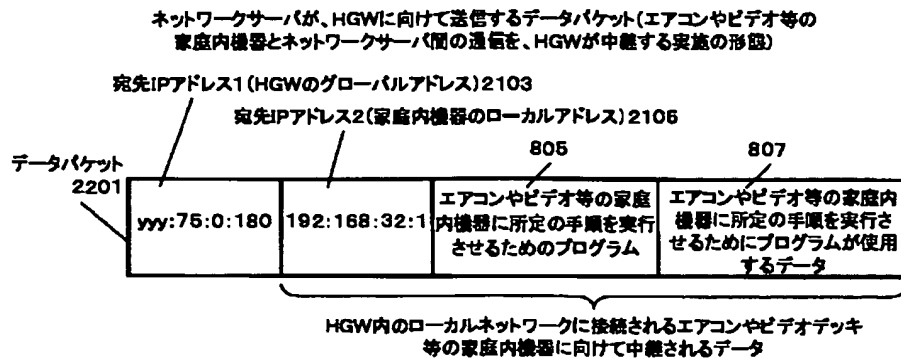 ネットワークサーバが、HGWに向けて送信するデータパケット(エアコンやビデオ等の
家庭内機器とネットワークサーバ間の通信を、HGWが中継する実施の形態)
宛先IPアドレス1(HGWのグローバルアドレス)2103
宛先IPアドレス2(家庭内機器のローカルアドレス)2106
データパケット
2201
805
807
yyy:75:0:180
192:168:32:1
エアコンやビデオ等の家庭
内機器に所定の手順を実行
させるためのプログラム
エアコンやビデオ等の家庭内
機器に所定の手順を実行さ
せるためにプログラムが使用
するデータ
HGW内のローカルネットワークに接続されるエアコンやビデオデッキ
等の家庭内機器に向けて中継されるデータ